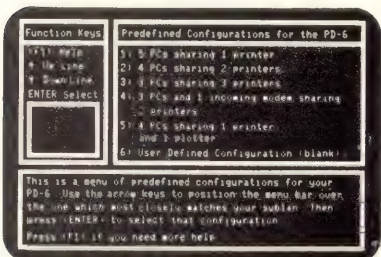 Function Keys
<F1> Help
Up Line
Down Line
ENTER Select
Predefined Configurations for the PD-6
1) 5 PCs sharing 1 printer
2) 4 PCs sharing 2 printers
3) 3 PCs sharing 3 printers
4) 3 PCs and 1 incoming modem sharing
2 printers
5) 4 PCs sharing 1 printer
and 1 plotter
6) User Defined Configuration (blank)
This is a menu of predefined configurations for your
PD-6 Use the arrow keys to position the menu bar over
the one which most closely matches your sublan. Then
press <ENTER> to select that configuration
Press <F1> if you need more help